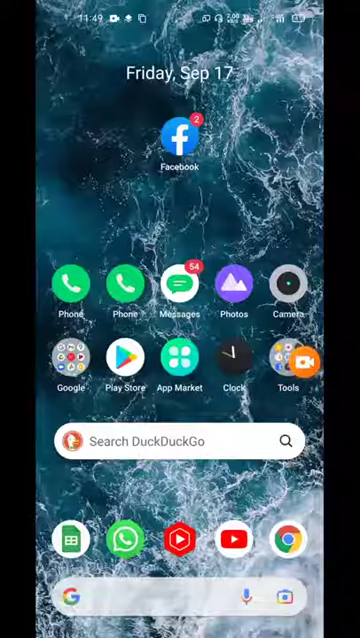 11:49
Friday, Sep 17
2
Facebook
54
Phone
Phone
Messages
Photos
Camera
Google
Play Store
App Market
Clock
Tools
Search DuckDuckGo